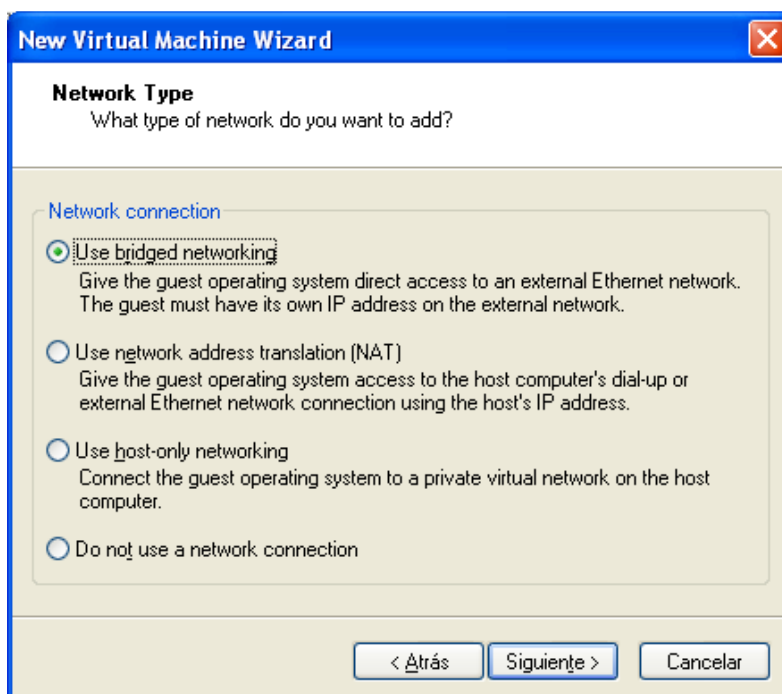 New Virtual Machine Wizard
Network Type
What type of network do you want to add?
Network connection
Use bridged networking
Give the guest operating system direct access to an external Ethernet network.
The guest must have its own IP address on the external network.
Use network address translation (NAT)
Give the guest operating system access to the host computer's dial-up or
external Ethernet network connection using the host's IP address.
Use host-only networking
Connect the guest operating system to a private virtual network on the host
computer.
Do not use a network connection
< Atrás Siguiente > Cancelar